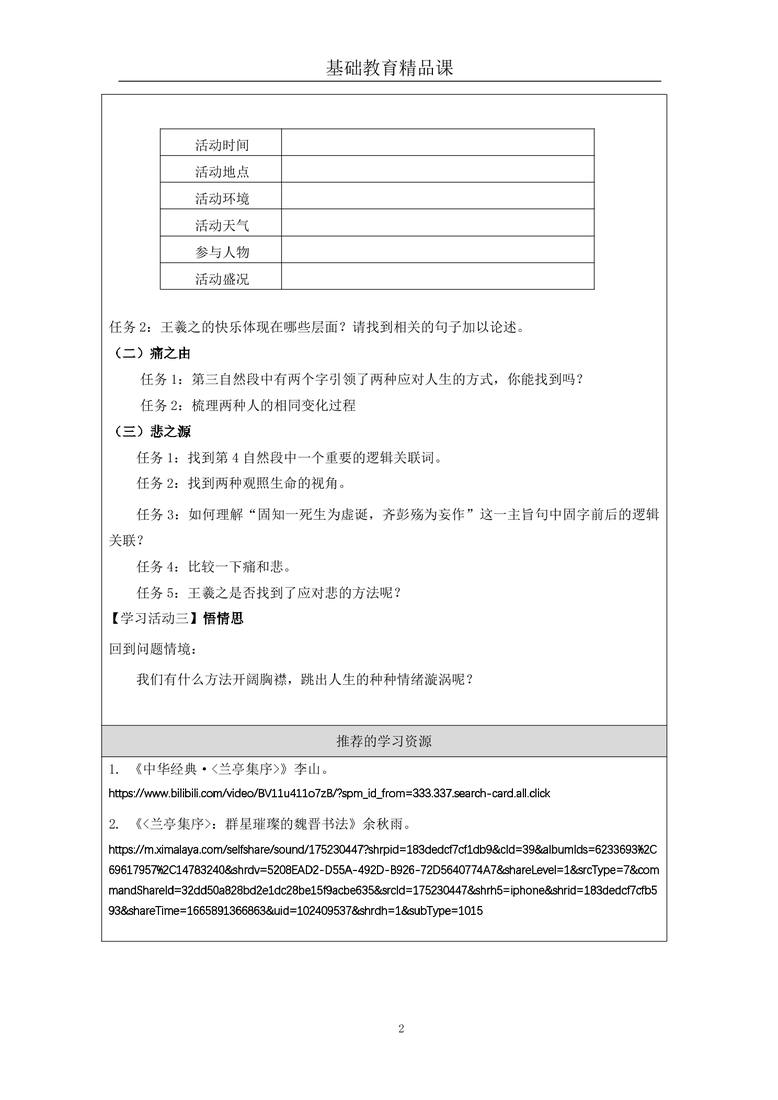 基础教育精品课
活动时间
活动地点
活动环境
活动天气
参与人物
活动盛况
任务 2：王羲之的快乐体现在哪些层面？请找到相关的句子加以论述。
（二）痛之由
任务 1：第三自然段中有两个字引领了两种应对人生的方式，你能找到吗？
任务 2：梳理两种人的相同变化过程
（三）悲之源
任务 1：找到第 4 自然段中一个重要的逻辑关联词。
任务 2：找到两种观照生命的视角。
任务 3：如何理解“固知一死生为虚诞，齐彭殇为妄作”这一主旨句中固字前后的逻辑
关联？
任务 4：比较一下痛和悲。
任务 5：王羲之是否找到了应对悲的方法呢？
【学习活动三】悟情思
回到问题情境：
我们有什么方法开阔胸襟，跳出人生的种种情绪漩涡呢？
推荐的学习资源
1. 《中华经典·<兰亭集序>》李山。
https://www.bilibili.com/video/BV11u411o7zB/?spm_id_from=333.337.search-card.all.click
2. 《<兰亭集序>：群星璀璨的魏晋书法》余秋雨。
https://m.ximalaya.com/selfshare/sound/175230447?shrpid=183dedcf7cf1db9&cld=39&albumIds=6233693%2C
69617957%2C14783240&shrdv=5208EAD2-D55A-492D-B926-72D5640774A7&shareLevel=1&srcType=7&com
mandShareId=32dd50a828bd2e1dc28be15f9acbe635&srcId=175230447&shrh5=iphone&shrid=183dedcf7cfb5
93&shareTime=1665891366863&uid=102409537&shrdh=1&subType=1015
2